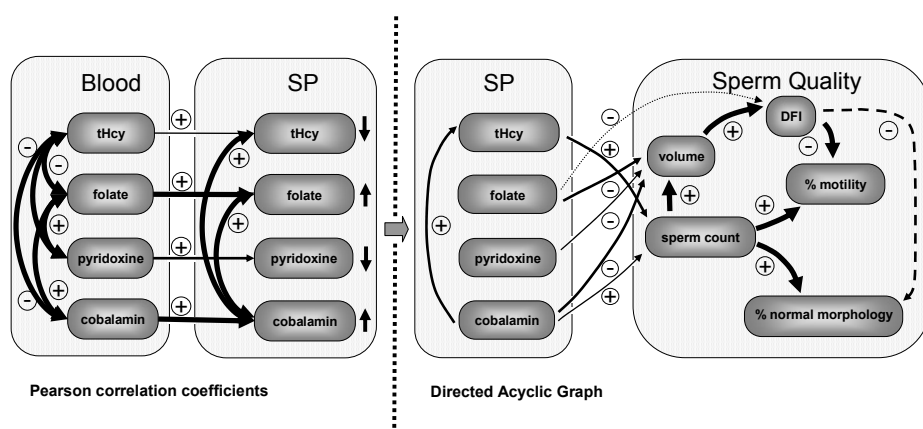 Blood
SP
tHcy
folate
pyridoxine
cobalamin
tHcy
folate
pyridoxine
cobalamin
- - + - +
+ + + +
+ +
Pearson correlation coefficients
SP
Sperm Quality
tHcy
folate
pyridoxine
cobalamin
volume
sperm count
DFI
% motility
% normal morphology
+
- + - - - +
+ + - - + +
Directed Acyclic Graph